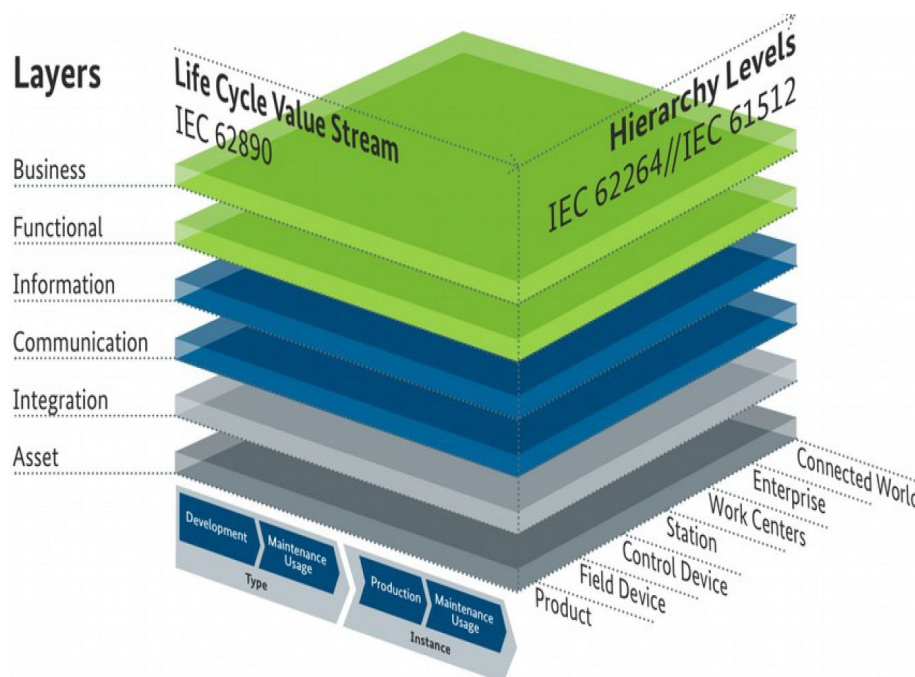 Layers
Life Cycle Value Stream
IEC 62890
Hierarchy Levels
IEC 62264//IEC 61512
Business
Functional
Information
Communication
Integration
Asset
Development
Maintenance
Usage
Type
Production
Maintenance
Usage
Instance
Product
Field Device
Control Device
Station
Work Centers
Enterprise
Connected World